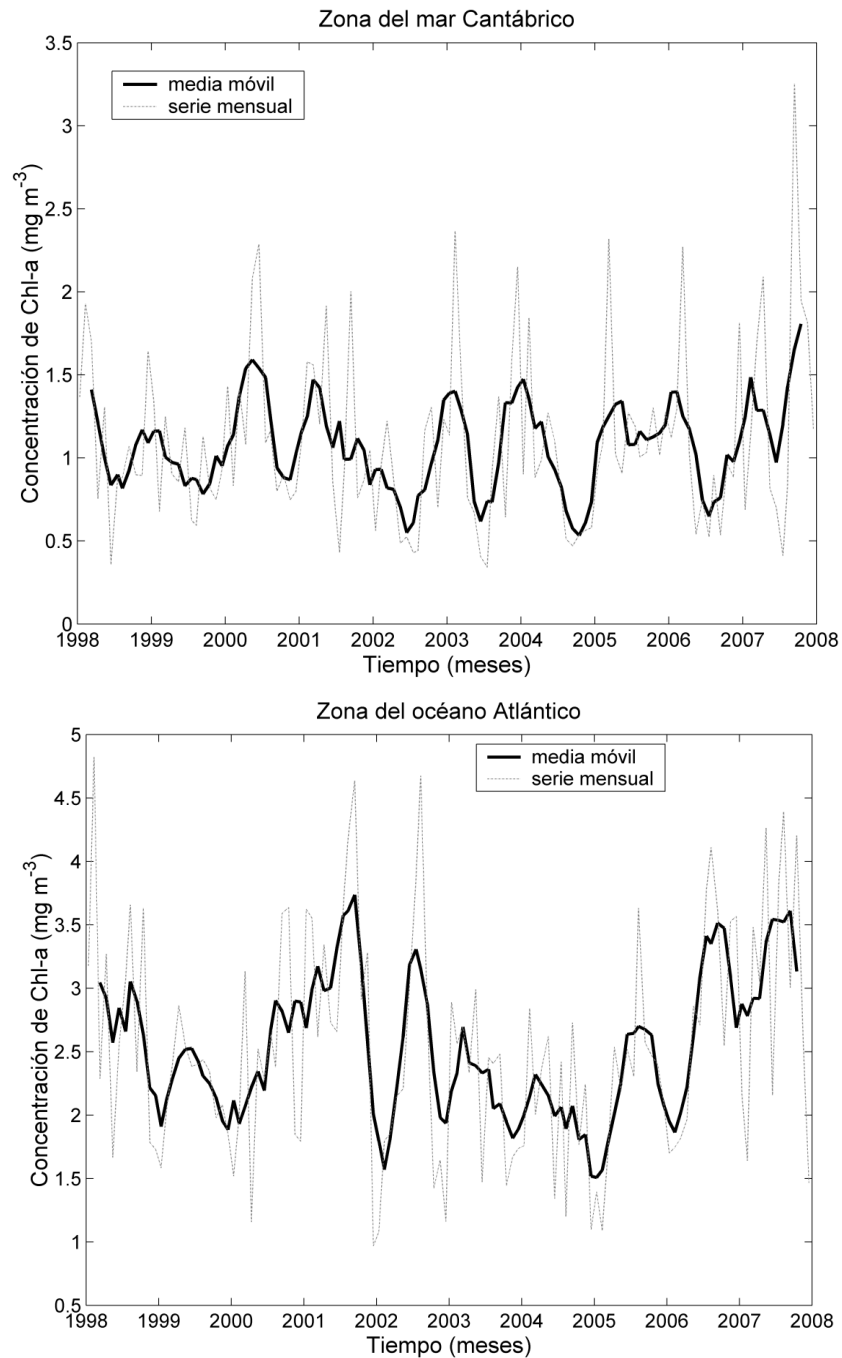 Zona del mar Cantábrico
3.5
media móvil
serie mensual
3
2.5
2
1.5
1
0.5
0
Concentración de Chl-a (mg m⁻³)
1998 1999 2000 2001 2002 2003 2004 2005 2006 2007 2008
Tiempo (meses)
Zona del océano Atlántico
5
media móvil
serie mensual
4.5
4
3.5
3
2.5
2
1.5
1
0.5
Concentración de Chl-a (mg m⁻³)
1998 1999 2000 2001 2002 2003 2004 2005 2006 2007 2008
Tiempo (meses)